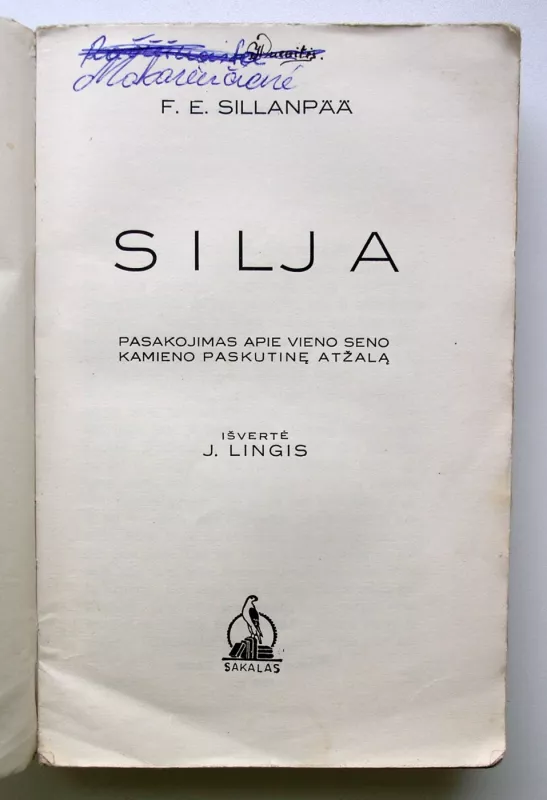 Makarevičienė
F. E. SILLANPÄÄ
SILJA
PASAKOJIMAS APIE VIENO SENO
KAMIENO PASKUTINĘ ATŽALĄ
IŠVERTĖ
J. LINGIS
SAKALAS